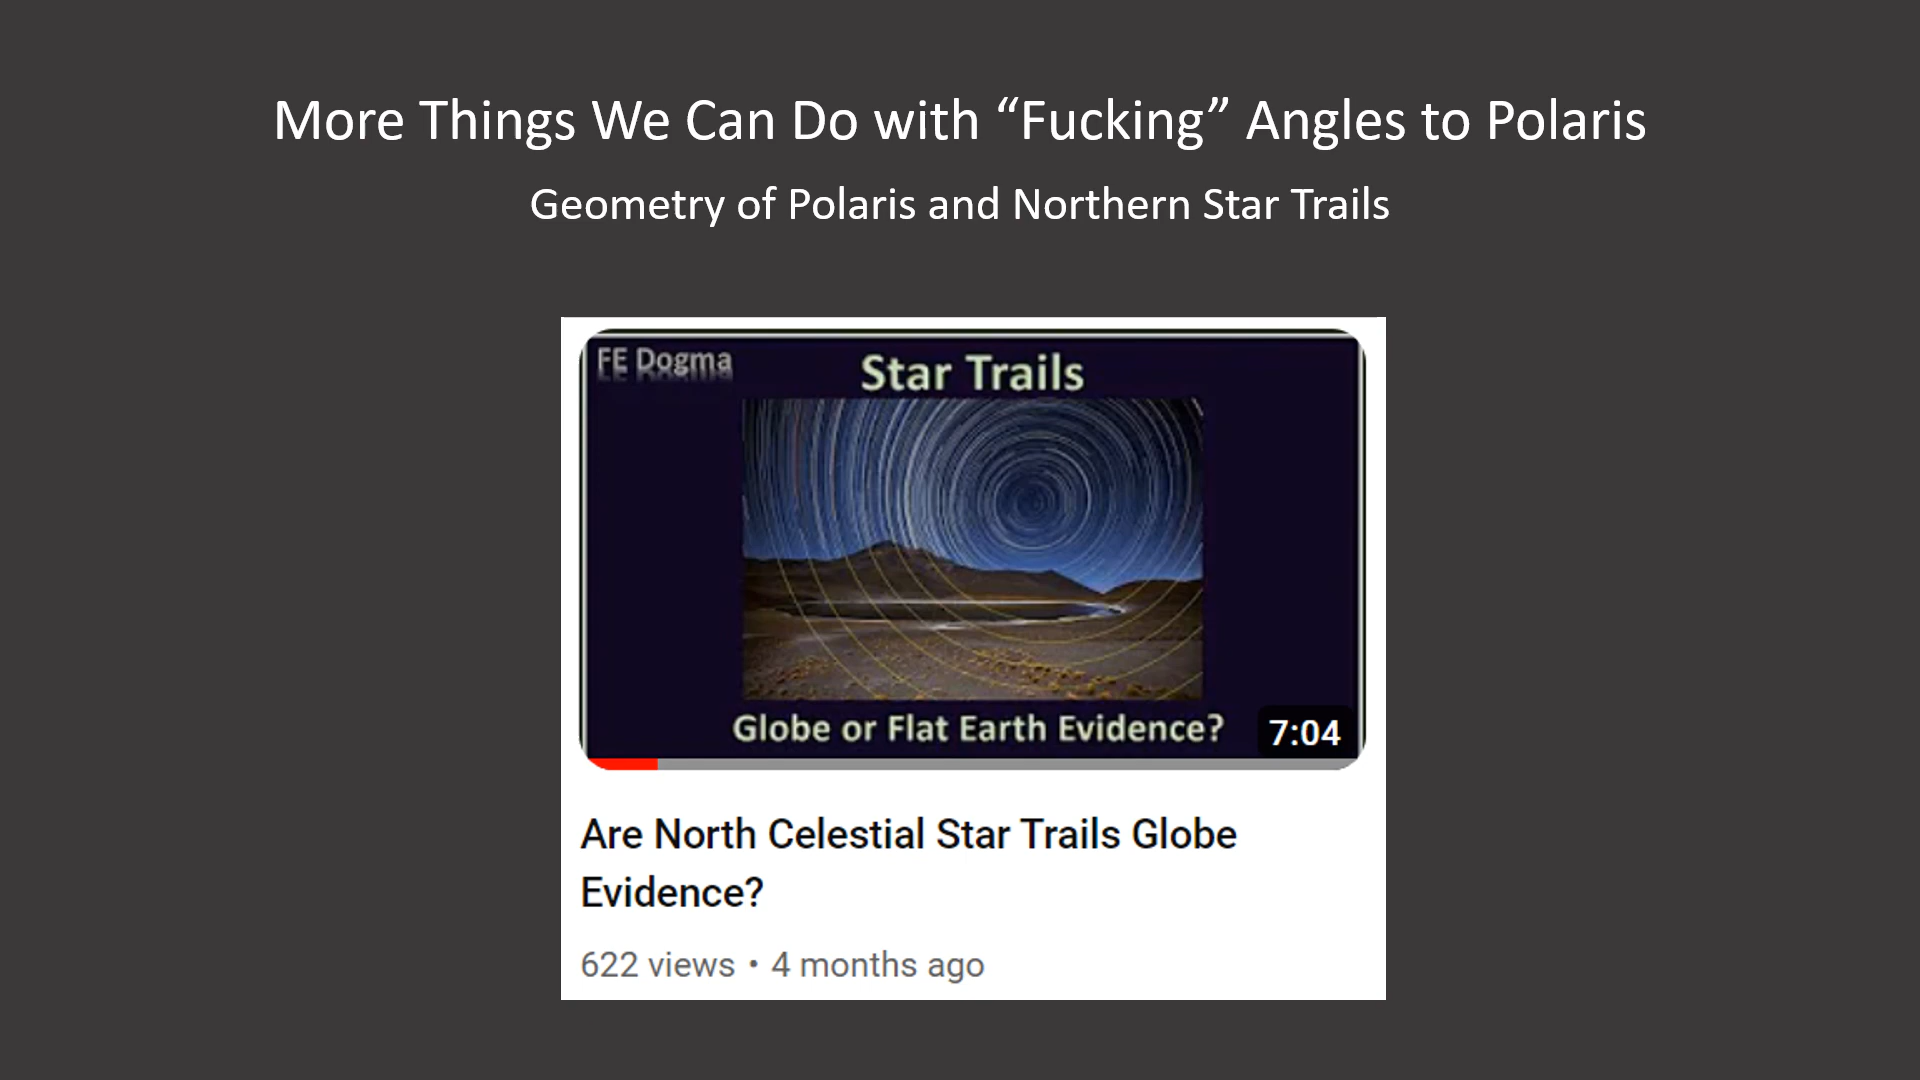 More Things We Can Do with “Fucking” Angles to Polaris
Geometry of Polaris and Northern Star Trails
FE Dogma
Star Trails
Globe or Flat Earth Evidence?
7:04
Are North Celestial Star Trails Globe
Evidence?
622 views • 4 months ago